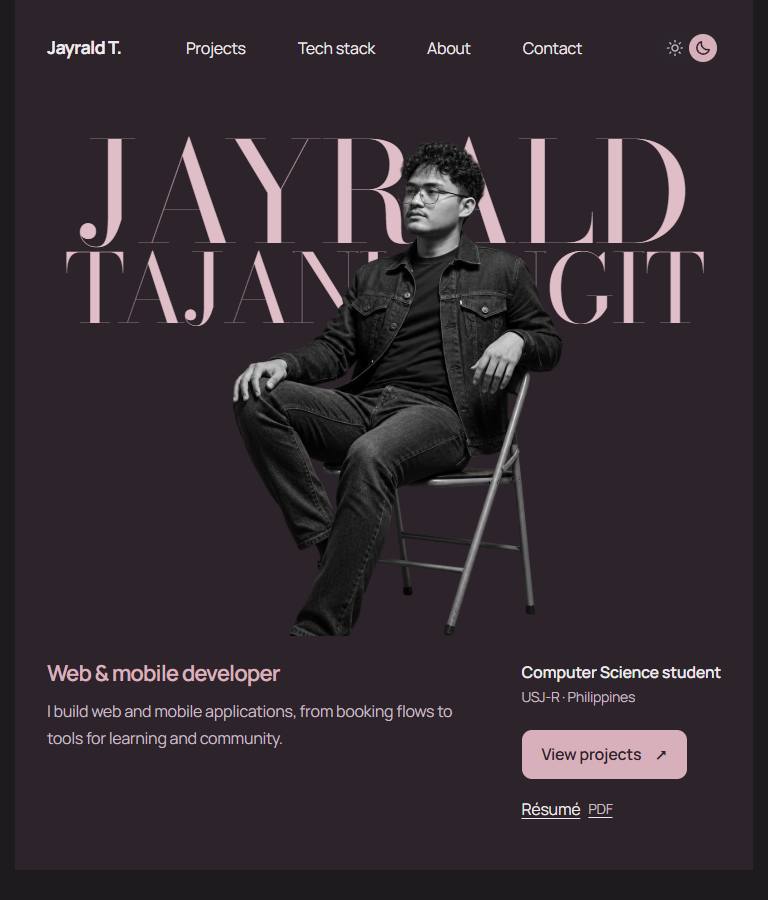 Jayrald T. Projects Tech stack About Contact
JAYRALD
Web & mobile developer
I build web and mobile applications, from booking flows to
tools for learning and community.
Computer Science student
USJ-R · Philippines
View projects ↗
Résumé PDF